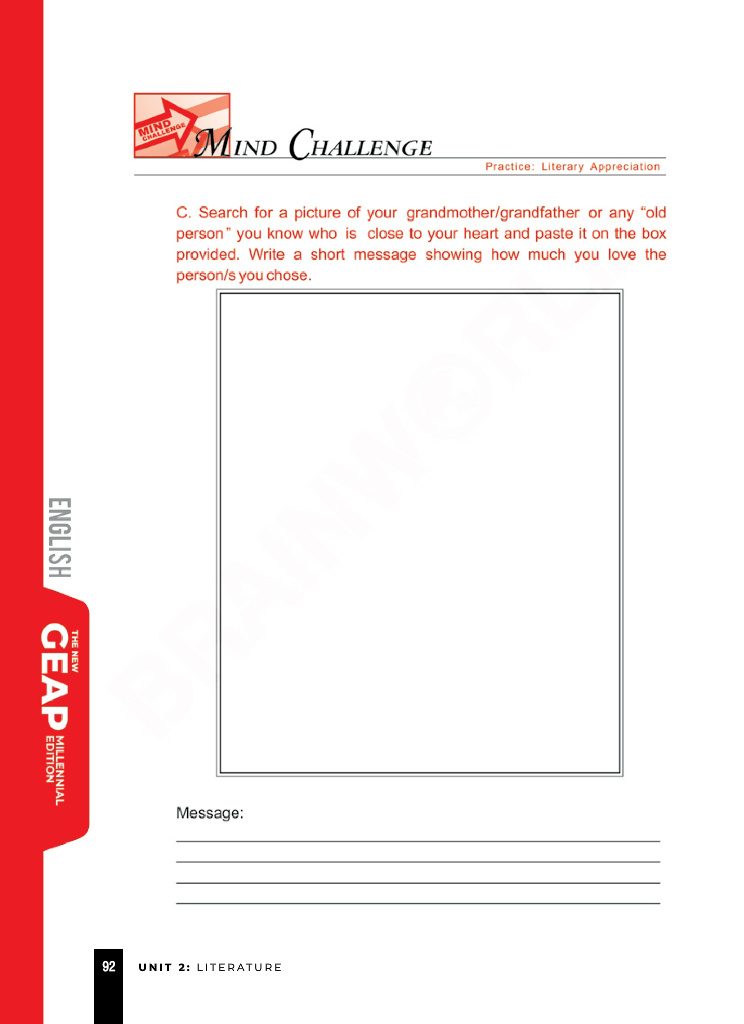 MIND
CHALLENGE
MIND CHALLENGE
Practice: Literary Appreciation
C. Search for a picture of your grandmother/grandfather or any “old
person” you know who is close to your heart and paste it on the box
provided. Write a short message showing how much you love the
person/s you chose.
BRAINWORLD
ENGLISH
THE NEW
GEAP
MILLENNIAL
EDITION
Message:
92 UNIT 2: LITERATURE